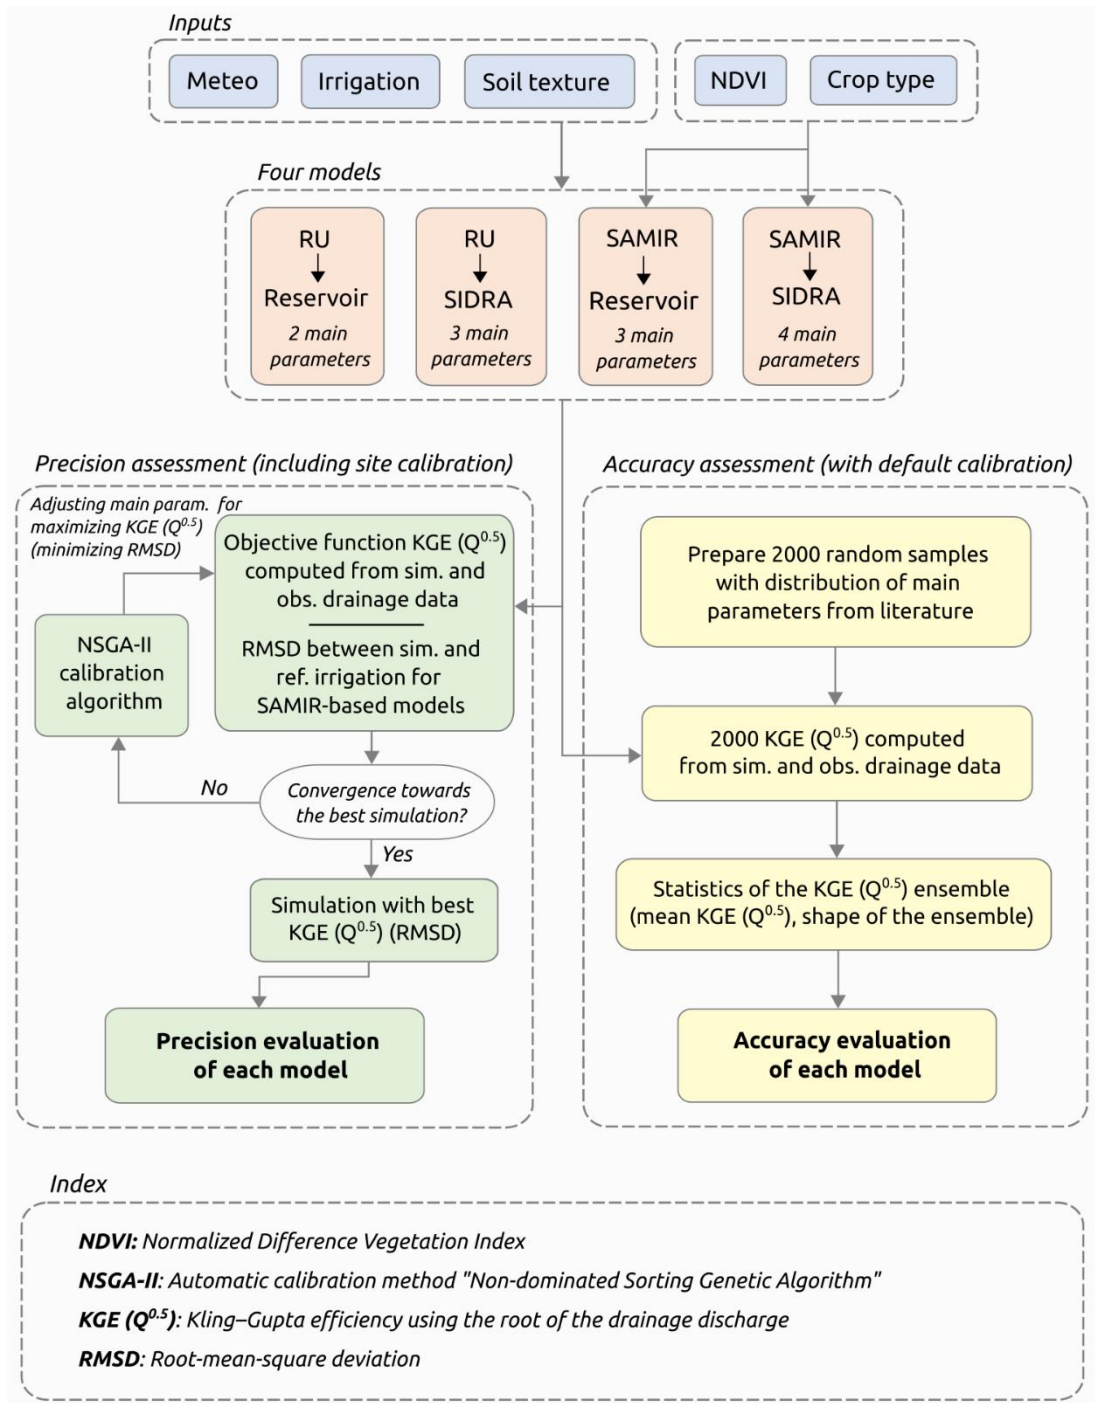 Inputs
Meteo
Irrigation
Soil texture
NDVI
Crop type
Four models
RU
Reservoir
2 main
parameters
RU
SIDRA
3 main
parameters
SAMIR
Reservoir
3 main
parameters
SAMIR
SIDRA
4 main
parameters
Precision assessment (including site calibration)
Adjusting main param. for
maximizing KGE (Q^0.5)
(minimizing RMSD)
Objective function KGE (Q^0.5)
computed from sim. and
obs. drainage data
RMSD between sim. and
ref. irrigation for
SAMIR-based models
NSGA-II
calibration
algorithm
No
Convergence towards
the best simulation?
Yes
Simulation with best
KGE (Q^0.5) (RMSD)
Precision evaluation
of each model
Accuracy assessment (with default calibration)
Prepare 2000 random samples
with distribution of main
parameters from literature
2000 KGE (Q^0.5) computed
from sim. and obs. drainage data
Statistics of the KGE (Q^0.5) ensemble
(mean KGE (Q^0.5), shape of the ensemble)
Accuracy evaluation
of each model
Index
NDVI: Normalized Difference Vegetation Index
NSGA-II: Automatic calibration method "Non-dominated Sorting Genetic Algorithm"
KGE (Q^0.5): Kling–Gupta efficiency using the root of the drainage discharge
RMSD: Root-mean-square deviation